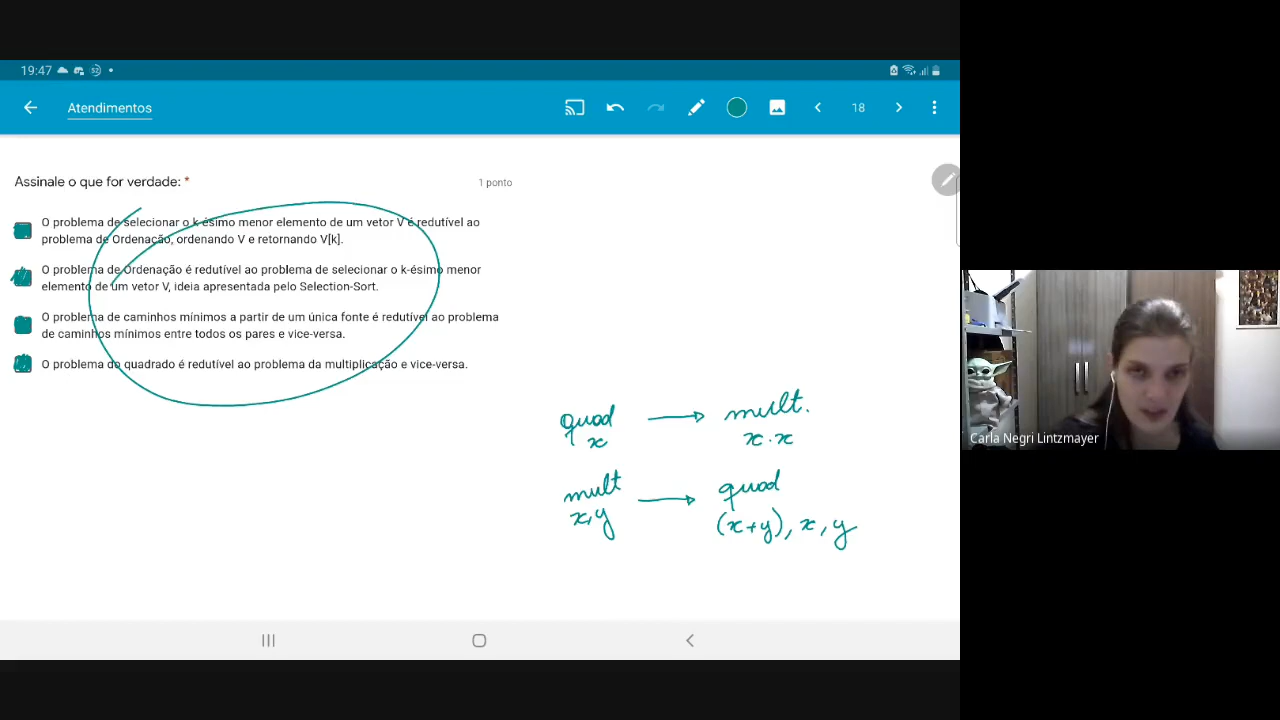 19:47
Atendimentos
18
Assinale o que for verdade: *
1 ponto
O problema de selecionar o k-ésimo menor elemento de um vetor V é redutível ao
problema de Ordenação, ordenando V e retornando V[k].
O problema de Ordenação é redutível ao problema de selecionar o k-ésimo menor
elemento de um vetor V, ideia apresentada pelo Selection-Sort.
O problema de caminhos mínimos a partir de um única fonte é redutível ao problema
de caminhos mínimos entre todos os pares e vice-versa.
O problema do quadrado é redutível ao problema da multiplicação e vice-versa.
quad → mult.
x x·x
mult → quad
x,y (x+y), x, y
Carla Negri Lintzmayer